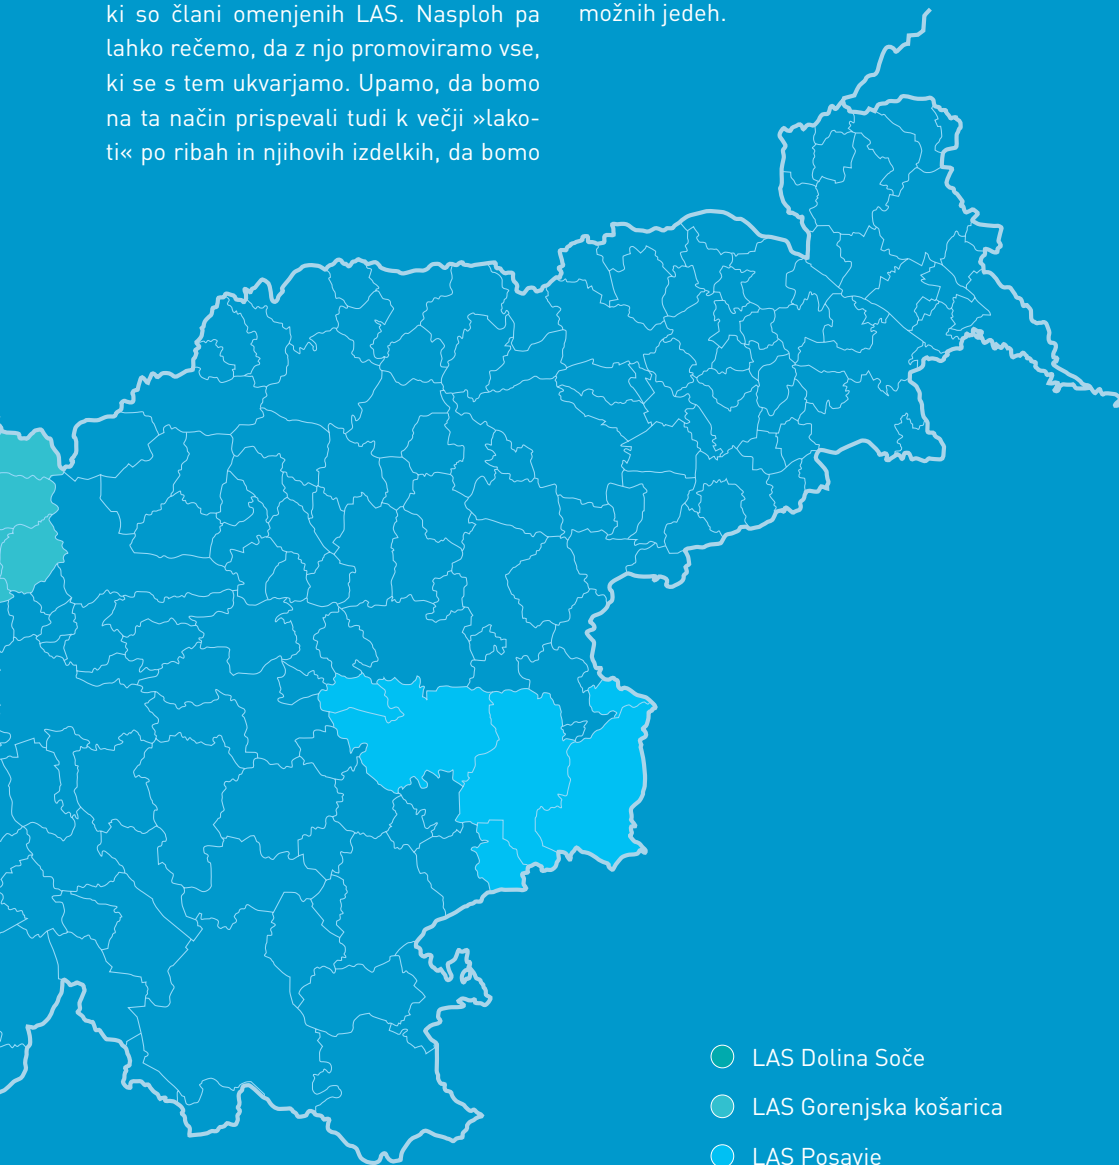 ki so člani omenjenih LAS. Nasploh pa
lahko rečemo, da z njo promoviramo vse,
ki se s tem ukvarjamo. Upamo, da bomo
na ta način prispevali tudi k večji »lako-
ti« po ribah in njihovih izdelkih, da bomo
možnih jedeh.
LAS Dolina Soče
LAS Gorenjska košarica
LAS Posavje